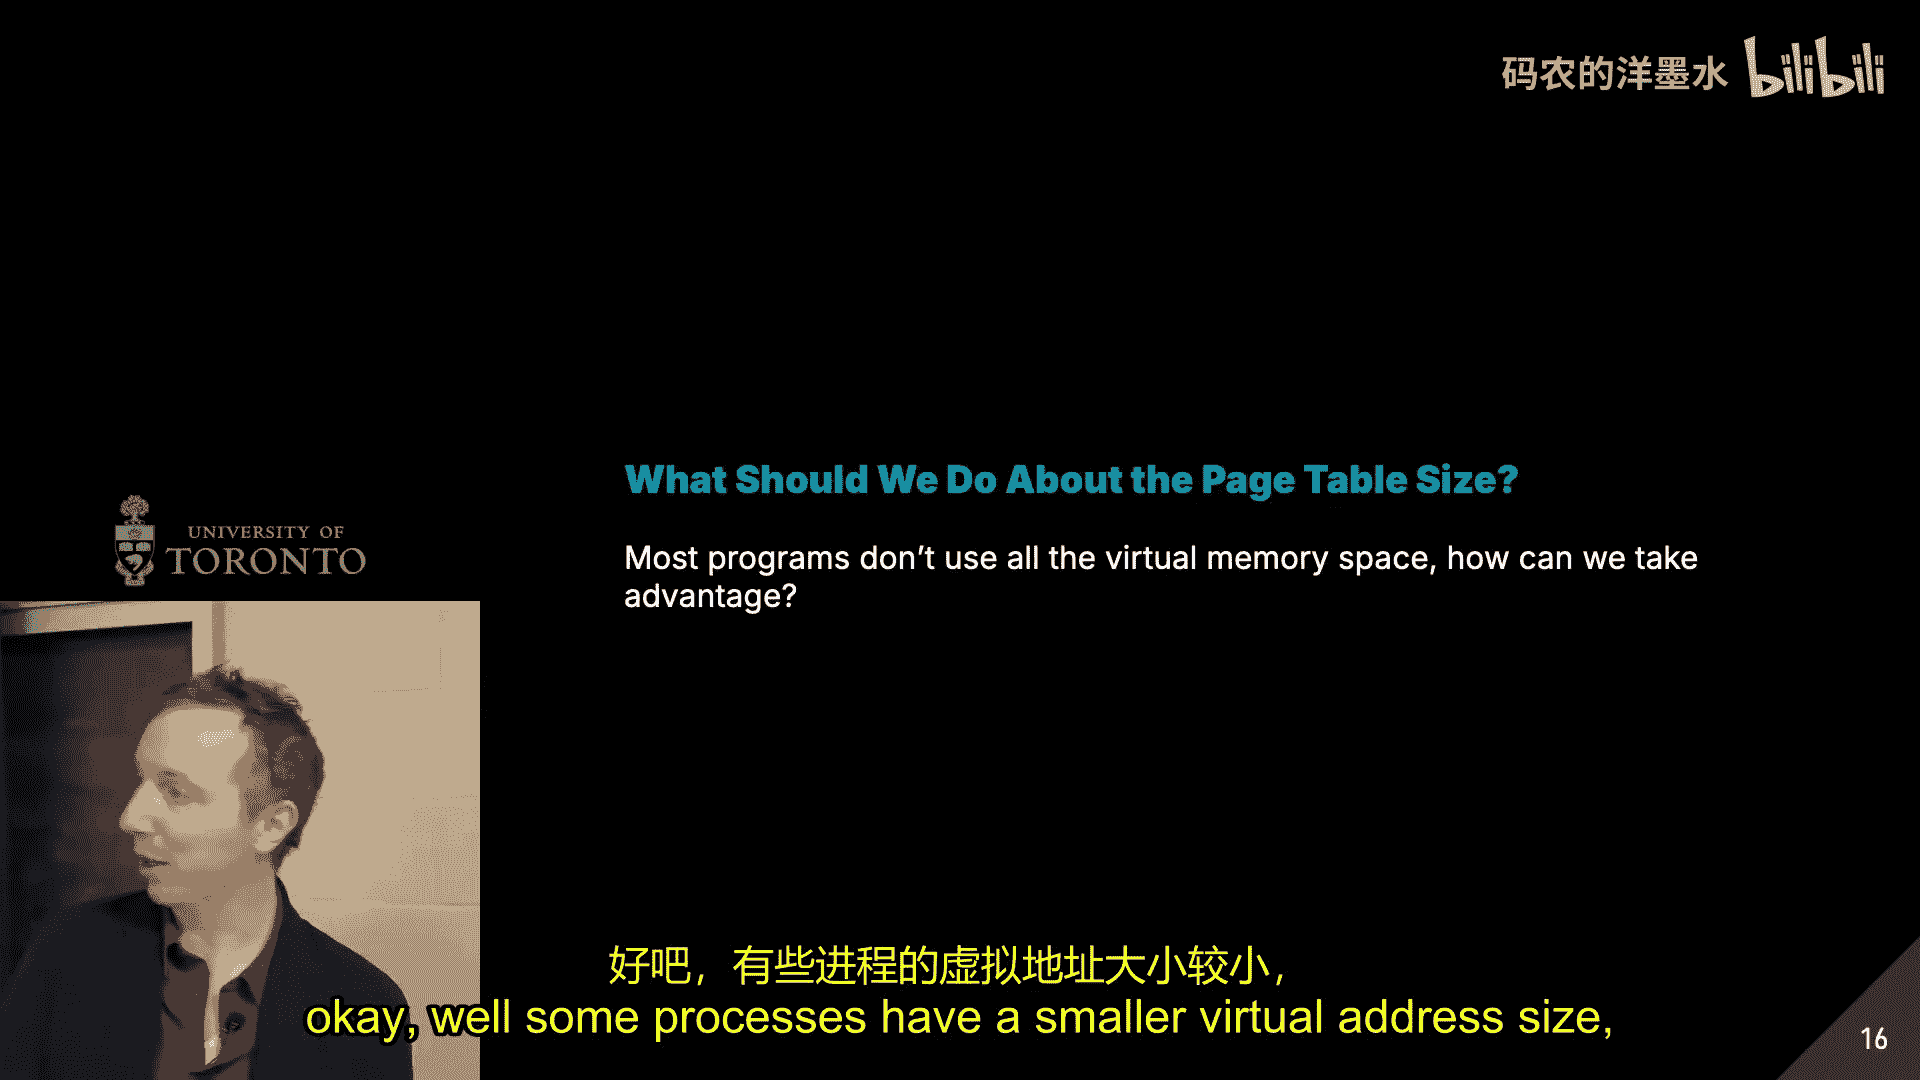 码农的洋墨水 bilibili
What Should We Do About the Page Table Size?
UNIVERSITY OF
TORONTO
Most programs don’t use all the virtual memory space, how can we take
advantage?
好吧，有些进程的虚拟地址大小较小，
okay, well some processes have a smaller virtual address size,
16